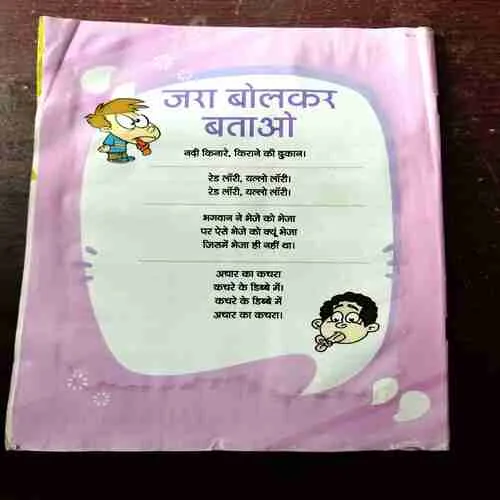 जरा बोलकर
बताओ
नदी किनारे, किराने की दुकान।
रेड लॉरी, यल्लो लॉरी।
रेड लॉरी, यल्लो लॉरी।
भगवान ने भेजे को भेजा
पर ऐसे भेजे को क्यूं भेजा
जिसमें भेजा ही नहीं था।
अचार का कचरा
कचरे के डिब्बे में।
कचरे के डिब्बे में
अचार का कचरा।